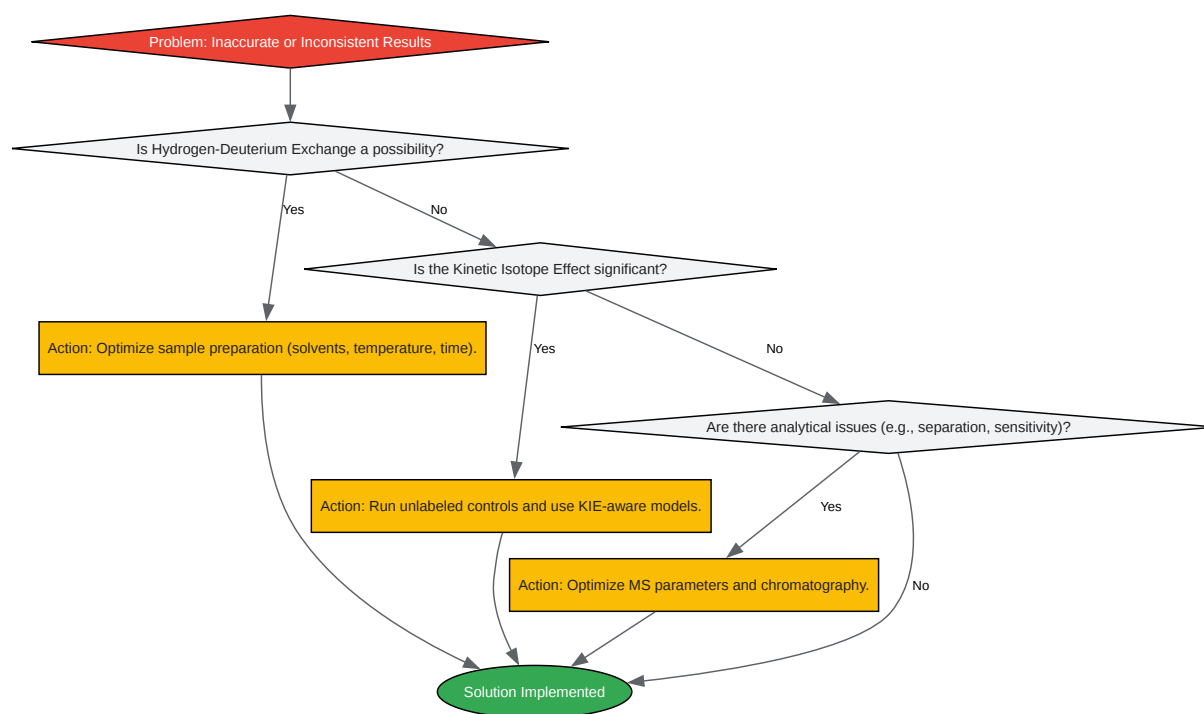 Problem: Inaccurate or Inconsistent Results
Is Hydrogen-Deuterium Exchange a possibility?
Yes
No
Is the Kinetic Isotope Effect significant?
Action: Optimize sample preparation (solvents, temperature, time).
Yes
No
Are there analytical issues (e.g., separation, sensitivity)?
Action: Run unlabeled controls and use KIE-aware models.
Yes
Action: Optimize MS parameters and chromatography.
No
Solution Implemented